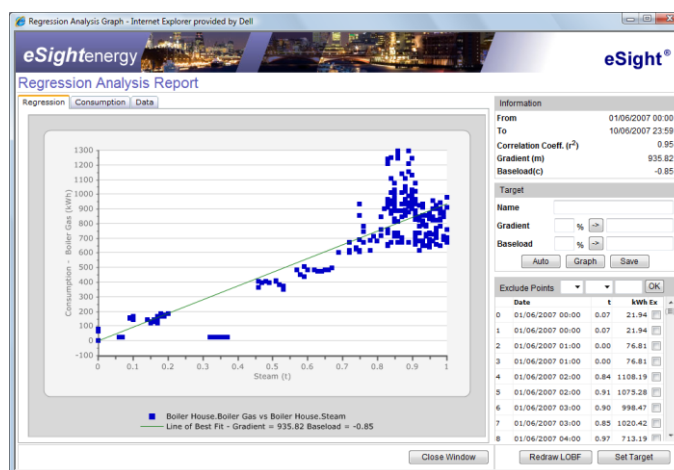 Regression Analysis Graph - Internet Explorer provided by Dell
eSightenergy
eSight®
Regression Analysis Report
Regression Consumption Data
1300
1200
1100
1000
900
800
700
600
500
400
300
200
100
0
-100
Consumption - Boiler Gas (kWh)
0 0.1 0.2 0.3 0.4 0.5 0.6 0.7 0.8 0.9 1
Steam (t)
Boiler House.Boiler Gas vs Boiler House.Steam
Line of Best Fit - Gradient = 935.82 Baseload = -0.85
Information
From 01/06/2007 00:00
To 10/06/2007 23:59
Correlation Coeff. (r²) 0.95
Gradient (m) 935.82
Baseload(c) -0.85
Target
Name
Gradient % ->
Baseload % ->
Auto Graph Save
Exclude Points OK
Date t kWh Ex
0 01/06/2007 00:00 0.07 21.94
1 01/06/2007 00:00 0.07 21.94
2 01/06/2007 01:00 0.00 76.81
3 01/06/2007 01:00 0.00 76.81
4 01/06/2007 02:00 0.84 1108.19
5 01/06/2007 02:00 0.91 1075.28
6 01/06/2007 03:00 0.90 998.47
7 01/06/2007 03:00 0.85 1020.42
8 01/06/2007 04:00 0.97 713.19
Close Window Redraw LOBF Set Target